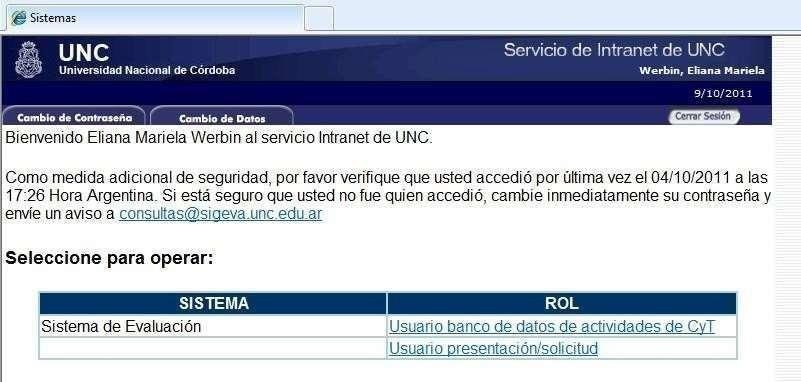 Sistemas
UNC
Servicio de Intranet de UNC
Universidad Nacional de Córdoba
Werbin, Eliana Mariela
9/10/2011
Cambio de Contraseña
Cambio de Datos
Cerrar Sesión
Bienvenido Eliana Mariela Werbin al servicio Intranet de UNC.
Como medida adicional de seguridad, por favor verifique que usted accedió por última vez el 04/10/2011 a las
17:26 Hora Argentina. Si está seguro que usted no fue quien accedió, cambie inmediatamente su contraseña y
envíe un aviso a consultas@sigeva.unc.edu.ar
Seleccione para operar:
SISTEMA ROL
Sistema de Evaluación Usuario banco de datos de actividades de CyT
Usuario presentación/solicitud